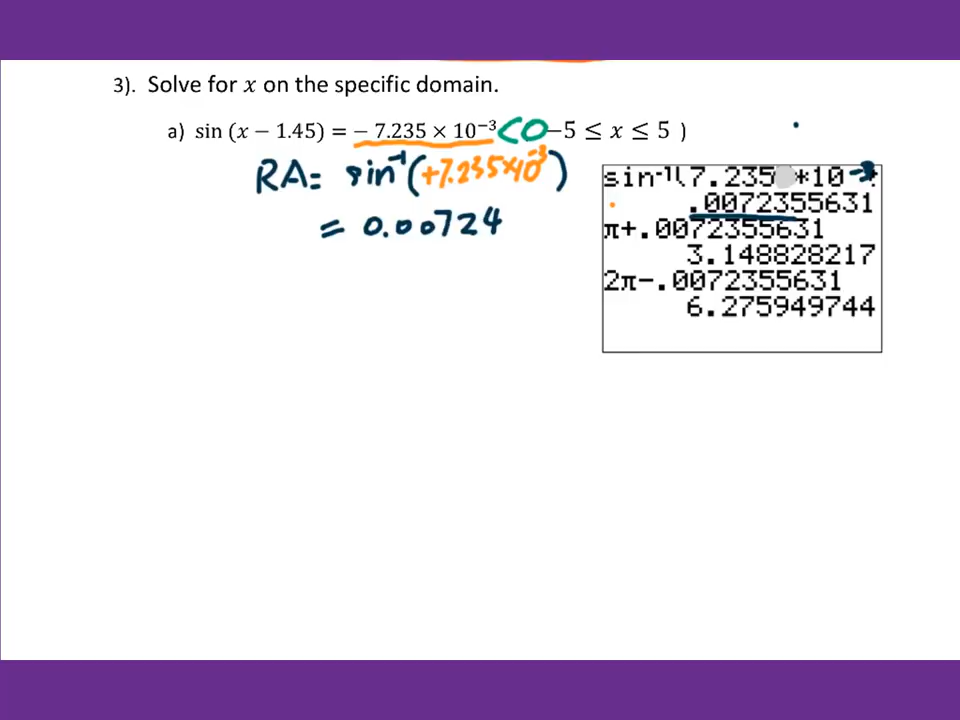 3). Solve for x on the specific domain.
a) sin (x − 1.45) = − 7.235 × 10⁻³ <0 −5 ≤ x ≤ 5 )
RA= sin⁻¹(+7.235×10⁻³)
= 0.00724
sin⁻¹(7.235*10⁻³
.0072355631
π+.0072355631
3.148828217
2π−.0072355631
6.275949744